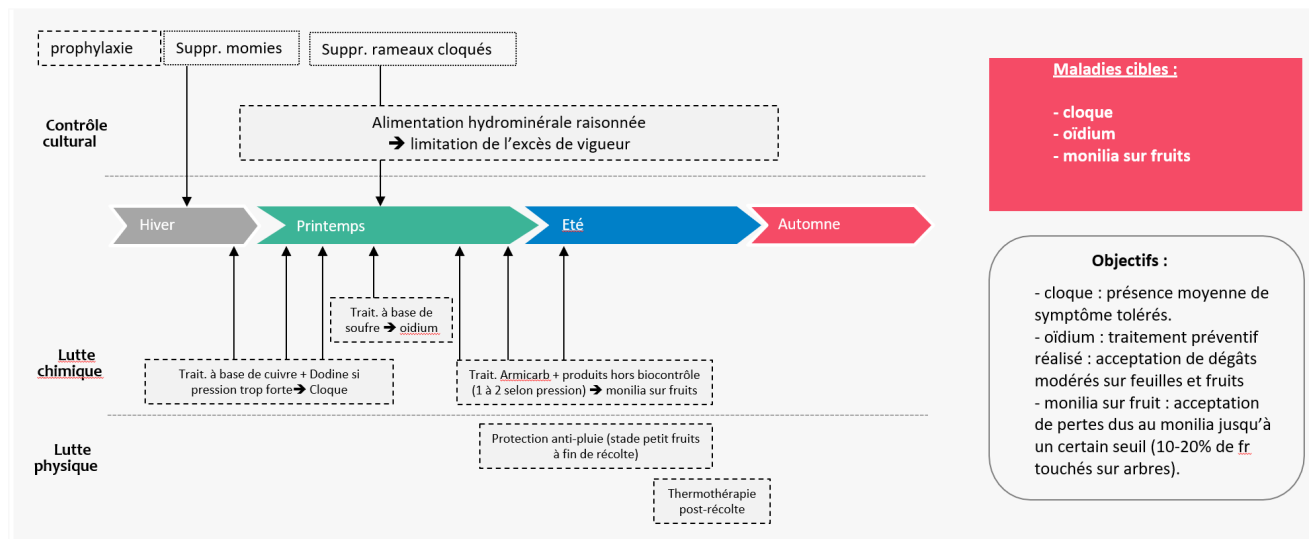 prophylaxie
Suppr. momies
Suppr. rameaux cloqués
Contrôle
cultural
Alimentation hydrominérale raisonnée
➔ limitation de l’excès de vigueur
Hiver
Printemps
Eté
Automne
Trait. à base de
soufre ➔ oidium
Lutte
chimique
Trait. à base de cuivre + Dodine si
pression trop forte➔ Cloque
Trait. Armicarb + produits hors biocontrôle
(1 à 2 selon pression) ➔ monilia sur fruits
Lutte
physique
Protection anti-pluie (stade petit fruits
à fin de récolte)
Thermothérapie
post-récolte
Maladies cibles :
- cloque
- oïdium
- monilia sur fruits
Objectifs :
- cloque : présence moyenne de
symptôme tolérés.
- oïdium : traitement préventif
réalisé : acceptation de dégâts
modérés sur feuilles et fruits
- monilia sur fruit : acceptation
de pertes dus au monilia jusqu’à
un certain seuil (10-20% de fr
touchés sur arbres).